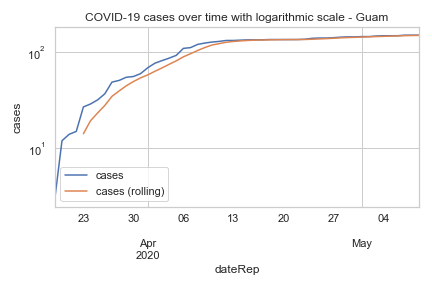 COVID-19 cases over time with logarithmic scale - Guam
10²
10¹
cases
cases
cases (rolling)
23 30 06 13 20 27 04
Apr May
2020
dateRep